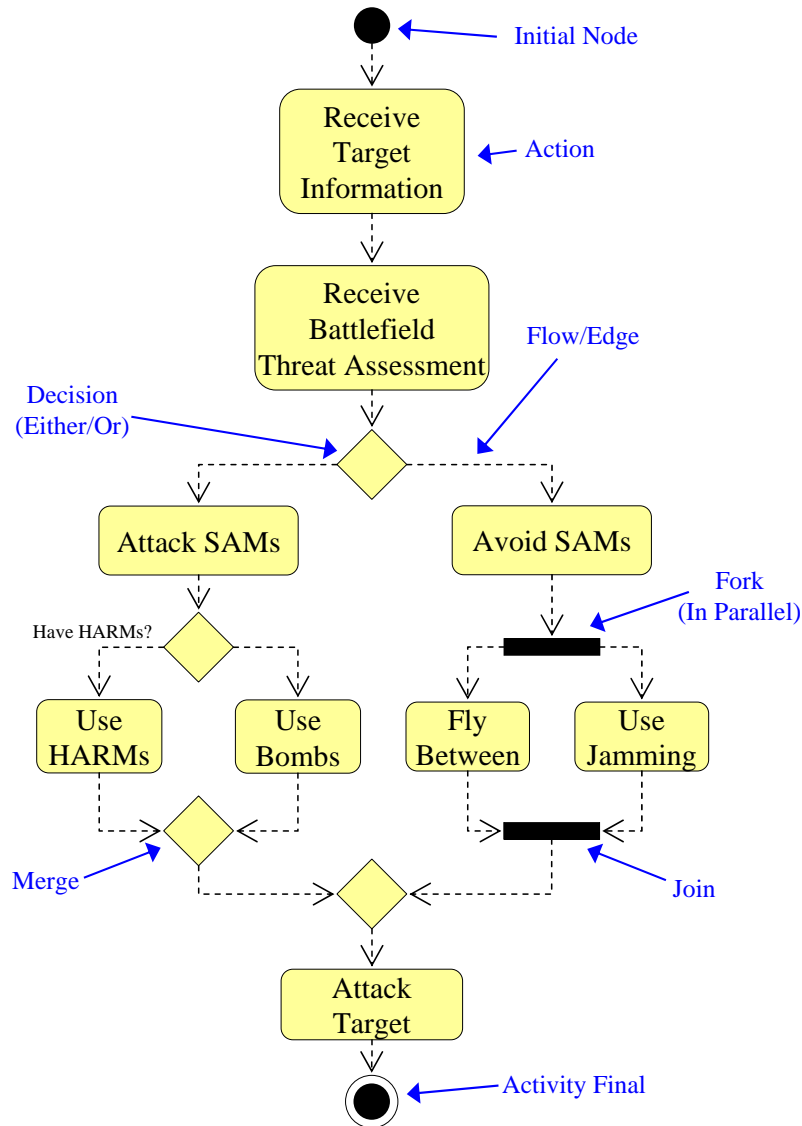 Initial Node
Receive
Target
Information
Action
Receive
Battlefield
Threat Assessment
Flow/Edge
Decision
(Either/Or)
Attack SAMs
Avoid SAMs
Fork
(In Parallel)
Have HARMs?
Use
HARMs
Use
Bombs
Fly
Between
Use
Jamming
Merge
Join
Attack
Target
Activity Final